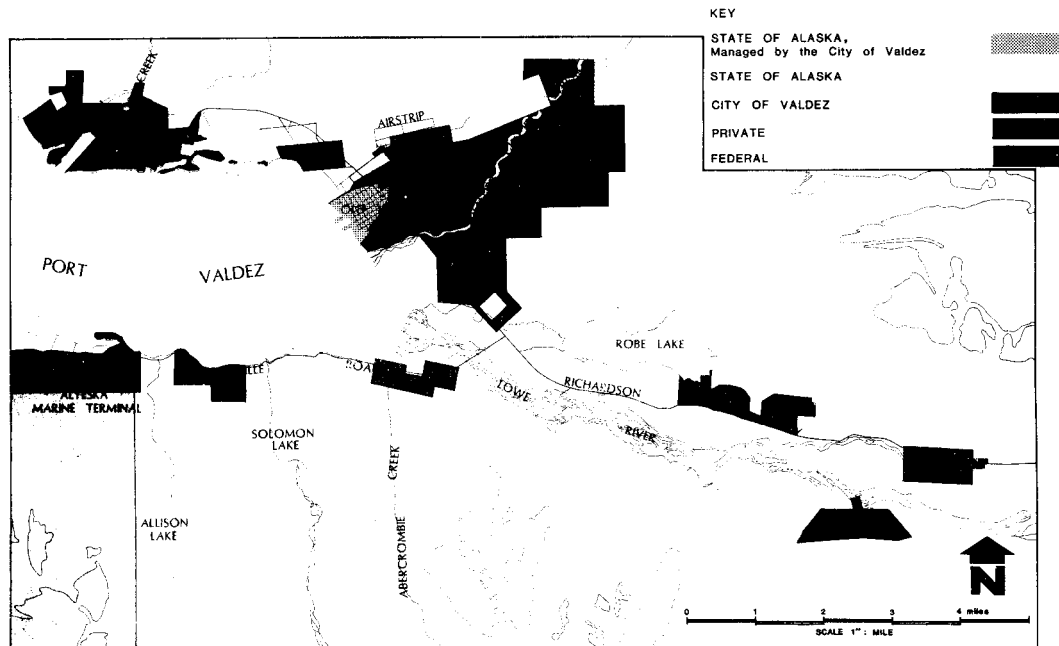 KEY
STATE OF ALASKA,
Managed by the City of Valdez
STATE OF ALASKA
CITY OF VALDEZ
PRIVATE
FEDERAL
CREEK
AIRSTRIP
PORT VALDEZ
ROBE LAKE
RICHARDSON
LOWE
RIVER
ALYESKA
MARINE TERMINAL
SOLOMON
LAKE
CREEK
ABERCROMBIE
ALLISON
LAKE
N
0 1 2 3 4 miles
SCALE 1" : MILE